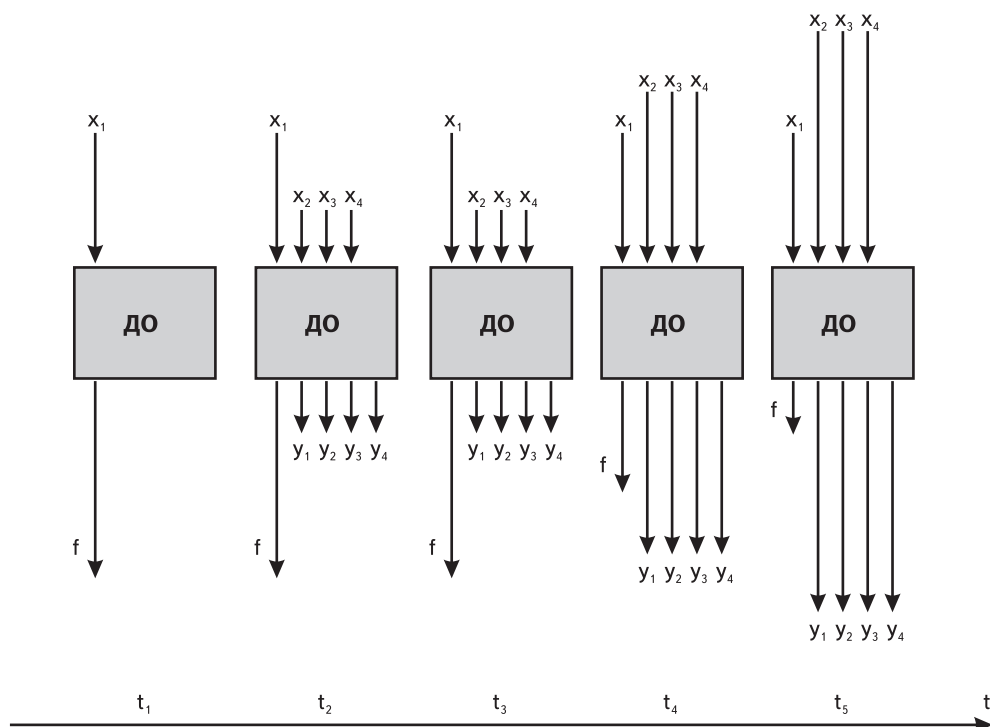 x₂ x₃ x₄
x₂ x₃ x₄
x₁ x₁ x₁ x₁ x₁
x₂ x₃ x₄ x₂ x₃ x₄
ДО ДО ДО ДО ДО
f
y₁ y₂ y₃ y₄ y₁ y₂ y₃ y₄
f
f f f
y₁ y₂ y₃ y₄
y₁ y₂ y₃ y₄
t₁ t₂ t₃ t₄ t₅ t